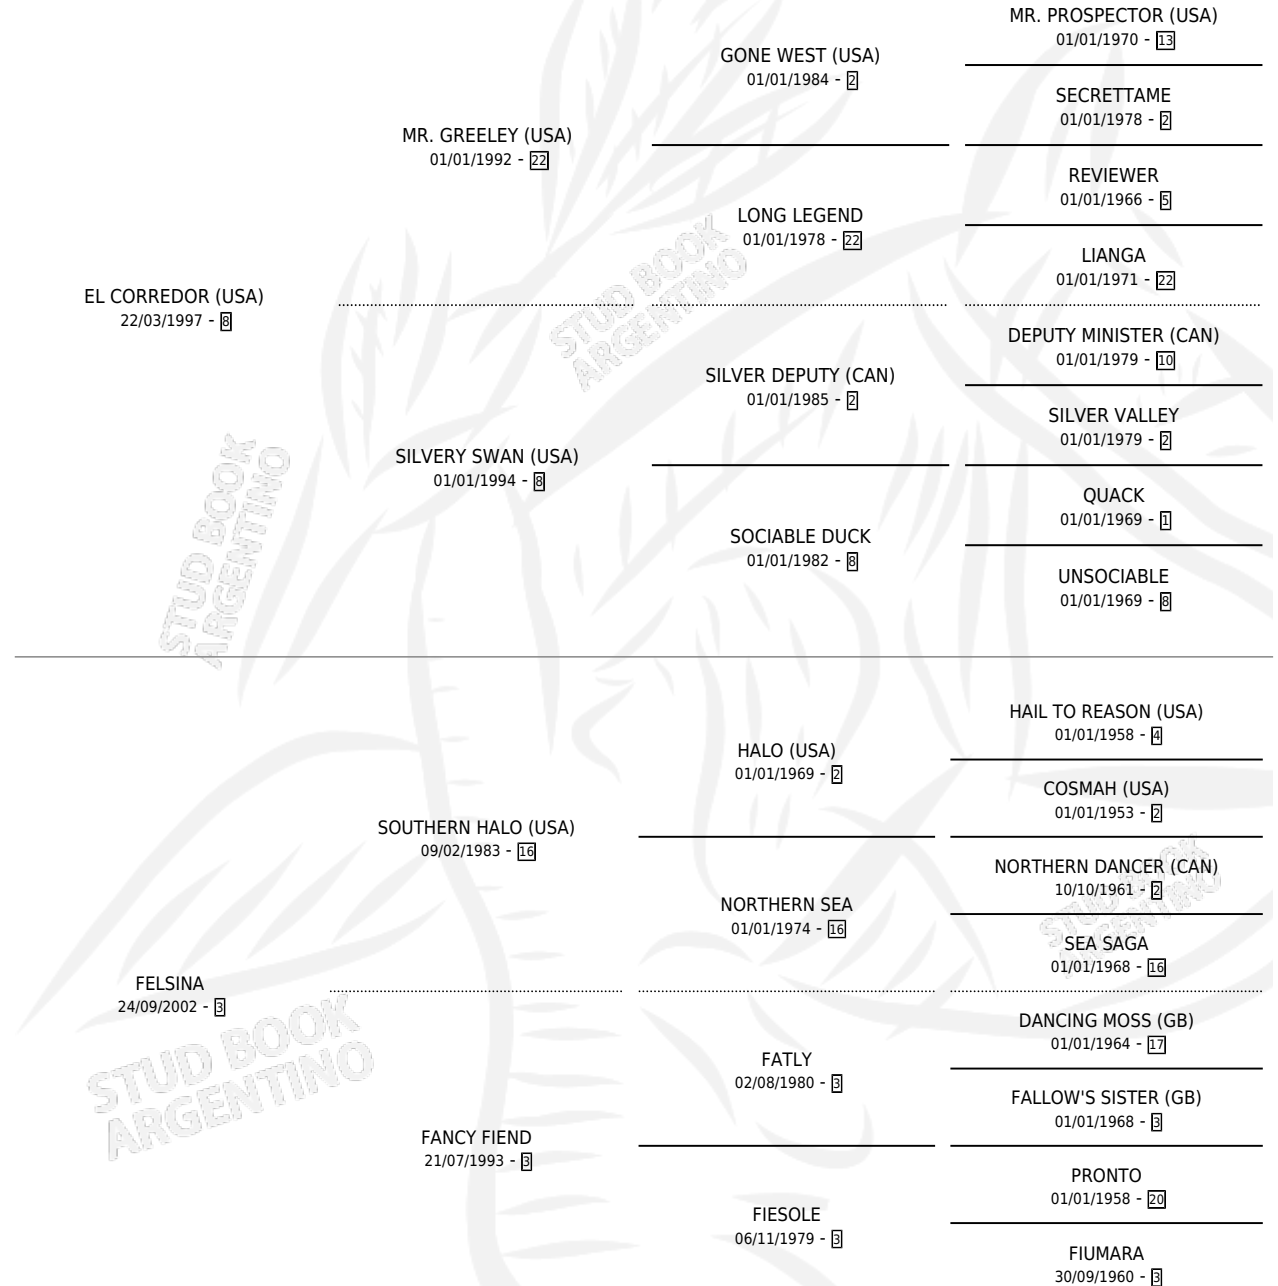 MR. PROSPECTOR (USA)
01/01/1970 - 13
GONE WEST (USA)
01/01/1984 - 2
SECRETTAME
01/01/1978 - 2
MR. GREELEY (USA)
01/01/1992 - 22
REVIEWER
01/01/1966 - 5
LONG LEGEND
01/01/1978 - 22
LIANGA
01/01/1971 - 22
EL CORREDOR (USA)
22/03/1997 - 8
DEPUTY MINISTER (CAN)
01/01/1979 - 10
SILVER DEPUTY (CAN)
01/01/1985 - 2
SILVER VALLEY
01/01/1979 - 2
SILVERY SWAN (USA)
01/01/1994 - 8
QUACK
01/01/1969 - 1
SOCIABLE DUCK
01/01/1982 - 8
UNSOCIABLE
01/01/1969 - 8
STUD BOOK
ARGENTINO
STUD BOOK
ARGENTINO
HAIL TO REASON (USA)
01/01/1958 - 4
HALO (USA)
01/01/1969 - 2
COSMAH (USA)
01/01/1953 - 2
SOUTHERN HALO (USA)
09/02/1983 - 16
NORTHERN DANCER (CAN)
10/10/1961 - 2
NORTHERN SEA
01/01/1974 - 16
SEA SAGA
01/01/1968 - 16
STUD BOOK
ARGENTINO
FELSINA
24/09/2002 - 3
DANCING MOSS (GB)
01/01/1964 - 17
FATLY
02/08/1980 - 3
FALLOW'S SISTER (GB)
01/01/1968 - 3
FANCY FIEND
21/07/1993 - 3
PRONTO
01/01/1958 - 20
FIESOLE
06/11/1979 - 3
FIUMARA
30/09/1960 - 3
STUD BOOK
ARGENTINO